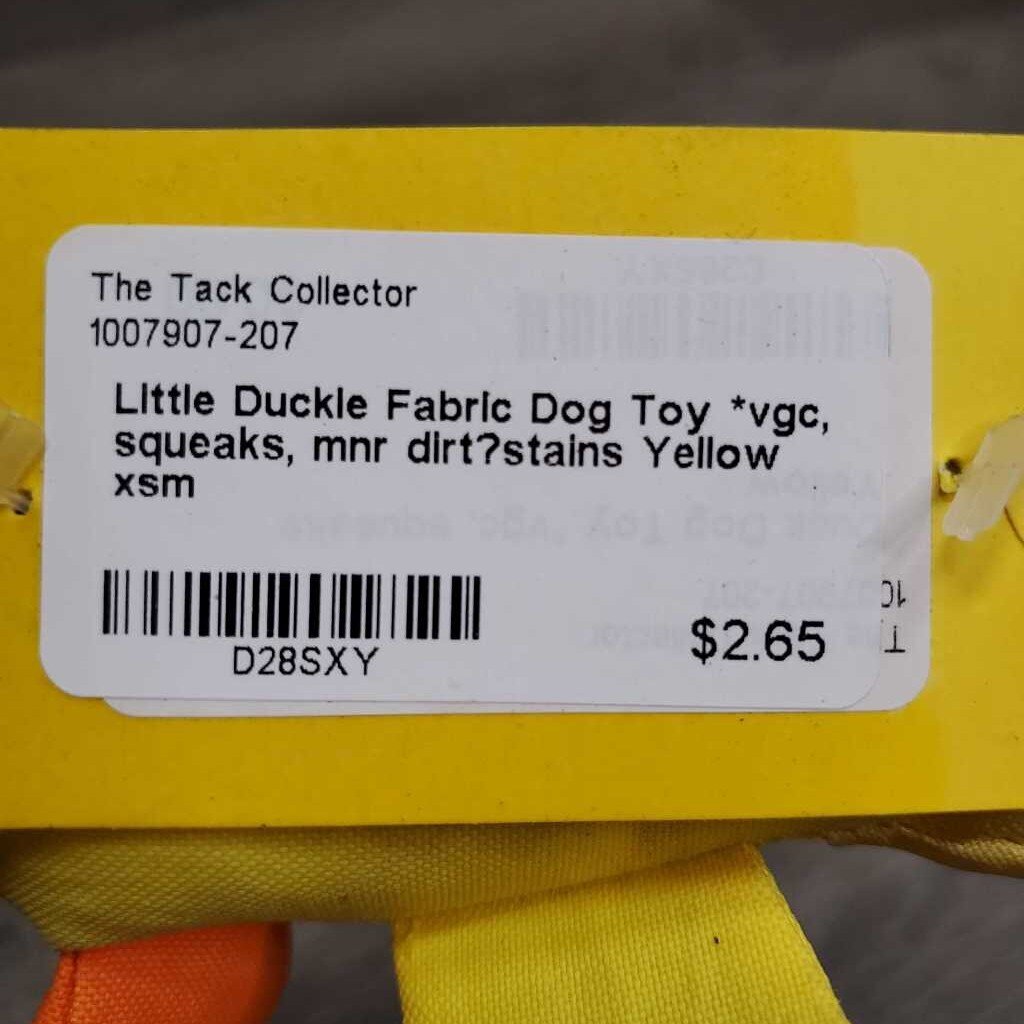 The Tack Collector
1007907-207
Little Duckle Fabric Dog Toy *vgc,
squeaks, mnr dirt?stains Yellow
xsm
D28SXY
$2.65